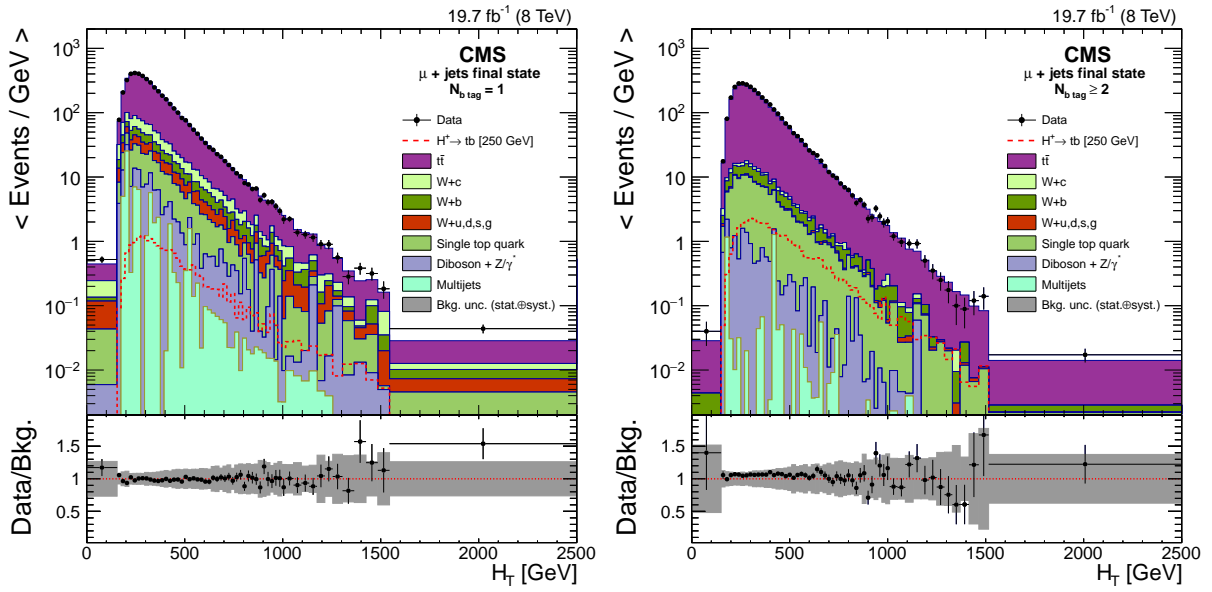 19.7 fb⁻¹ (8 TeV)
CMS
μ + jets final state
N_{b tag} = 1
Data
H⁺→ tb [250 GeV]
tt̄
W+c
W+b
W+u,d,s,g
Single top quark
Diboson + Z/γ*
Multijets
Bkg. unc. (stat.⊕syst.)
< Events / GeV >
10³
10²
10
1
10⁻¹
10⁻²
Data/Bkg.
1.5
1
0.5
0 500 1000 1500 2000 2500
H_T [GeV]
19.7 fb⁻¹ (8 TeV)
CMS
μ + jets final state
N_{b tag} ≥ 2
Data
H⁺→ tb [250 GeV]
tt̄
W+c
W+b
W+u,d,s,g
Single top quark
Diboson + Z/γ*
Multijets
Bkg. unc. (stat.⊕syst.)
< Events / GeV >
10³
10²
10
1
10⁻¹
10⁻²
Data/Bkg.
1.5
1
0.5
0 500 1000 1500 2000 2500
H_T [GeV]